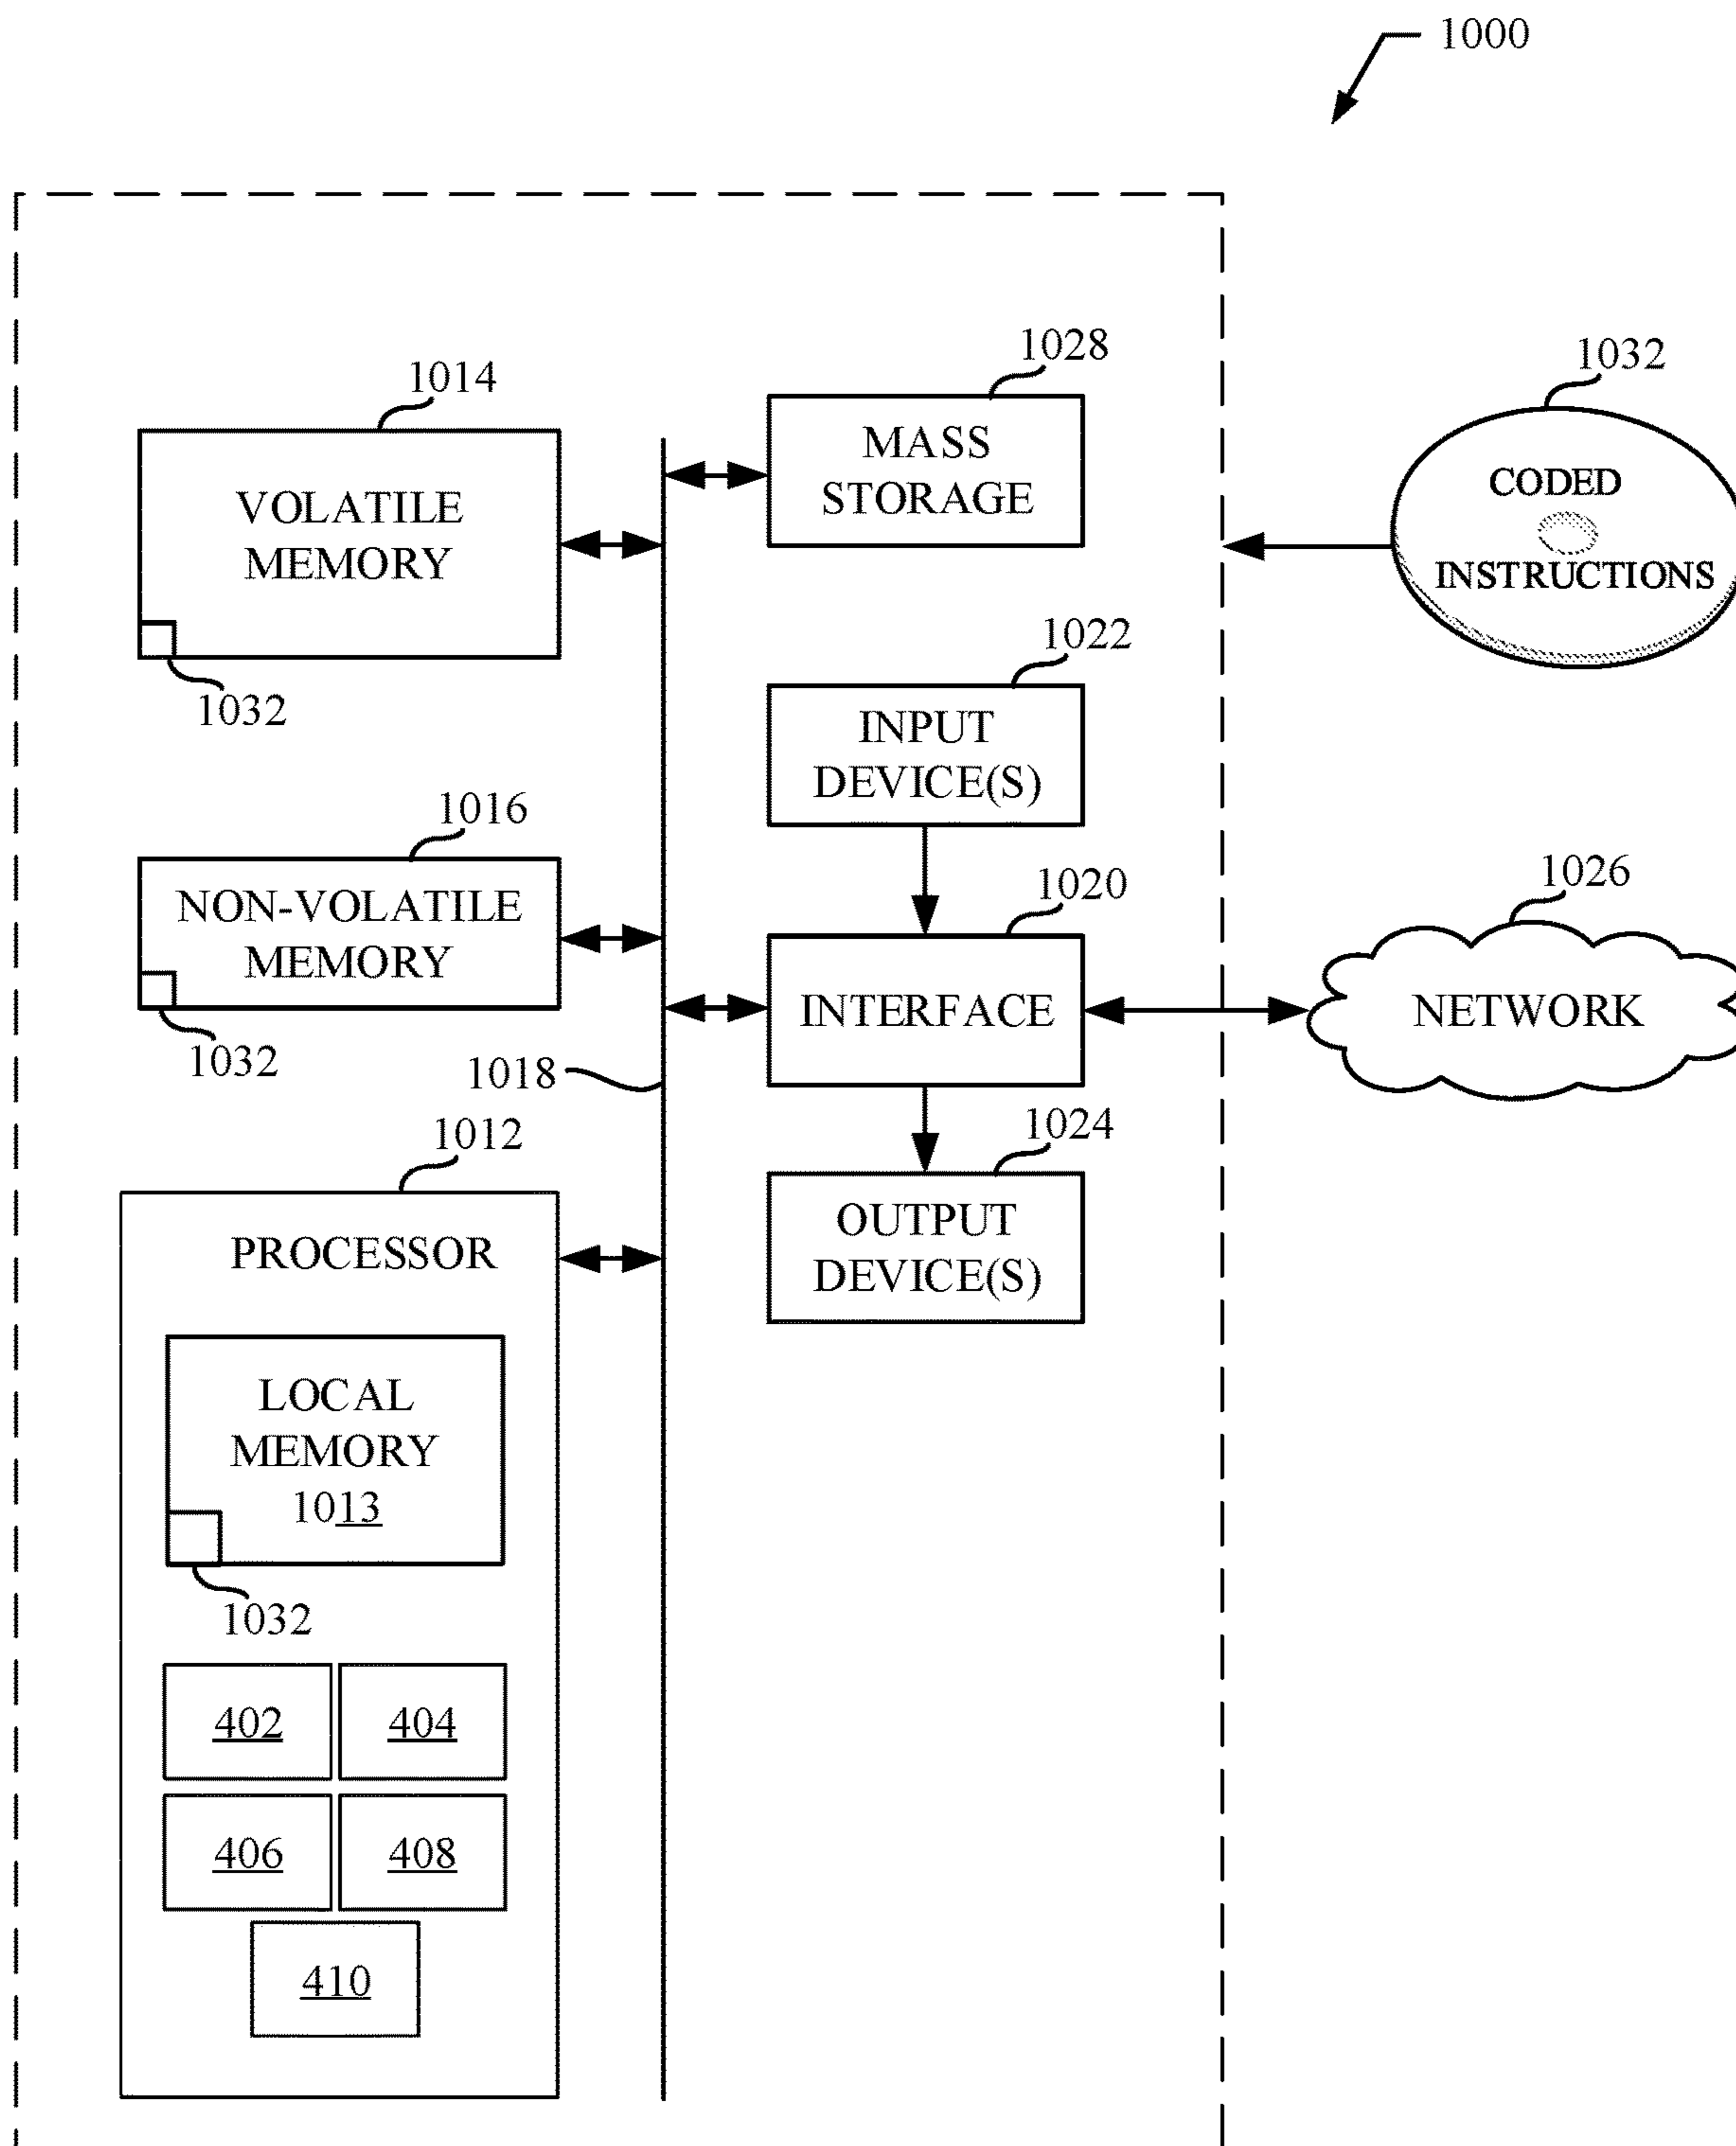 1000
1028
1032
1014
MASS
STORAGE
CODED
INSTRUCTIONS
VOLATILE
MEMORY
1022
1032
INPUT
DEVICE(S)
1016
1020
1026
NON-VOLATILE
MEMORY
INTERFACE
NETWORK
1032
1018
1012
1024
PROCESSOR
OUTPUT
DEVICE(S)
LOCAL
MEMORY
1013
1032
402 404
406 408
410